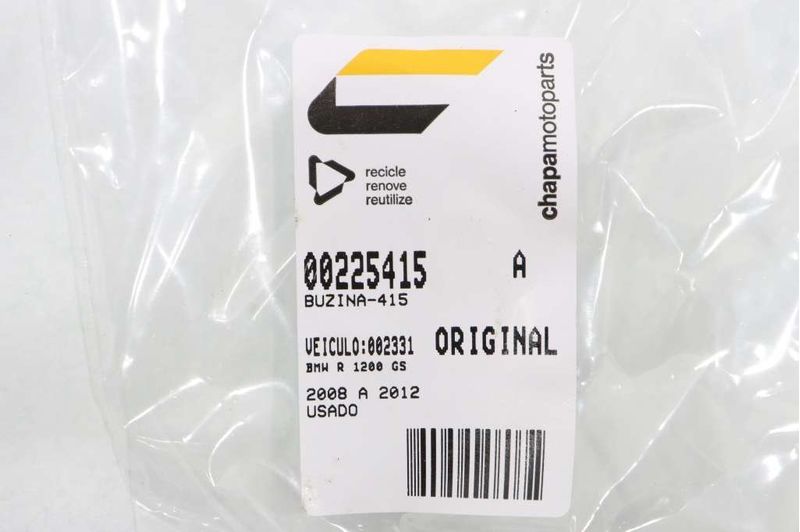 chapamotoparts
recicle
renove
reutilize
00225415 A
BUZINA-415
VEICULO:002331 ORIGINAL
BMW R 1200 GS
2008 A 2012
USADO